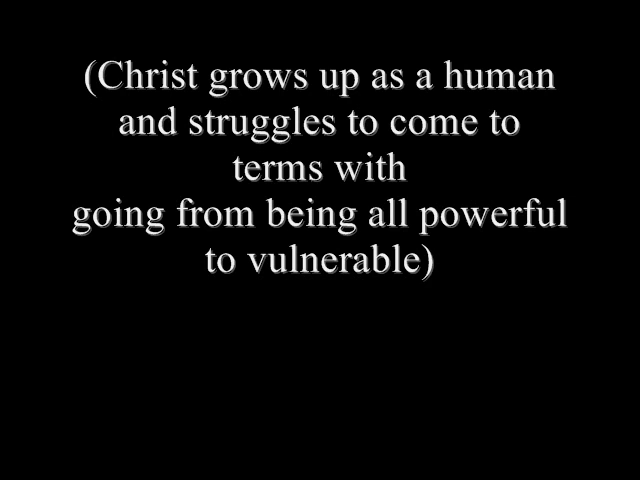 (Christ grows up as a human
and struggles to come to
terms with
going from being all powerful
to vulnerable)